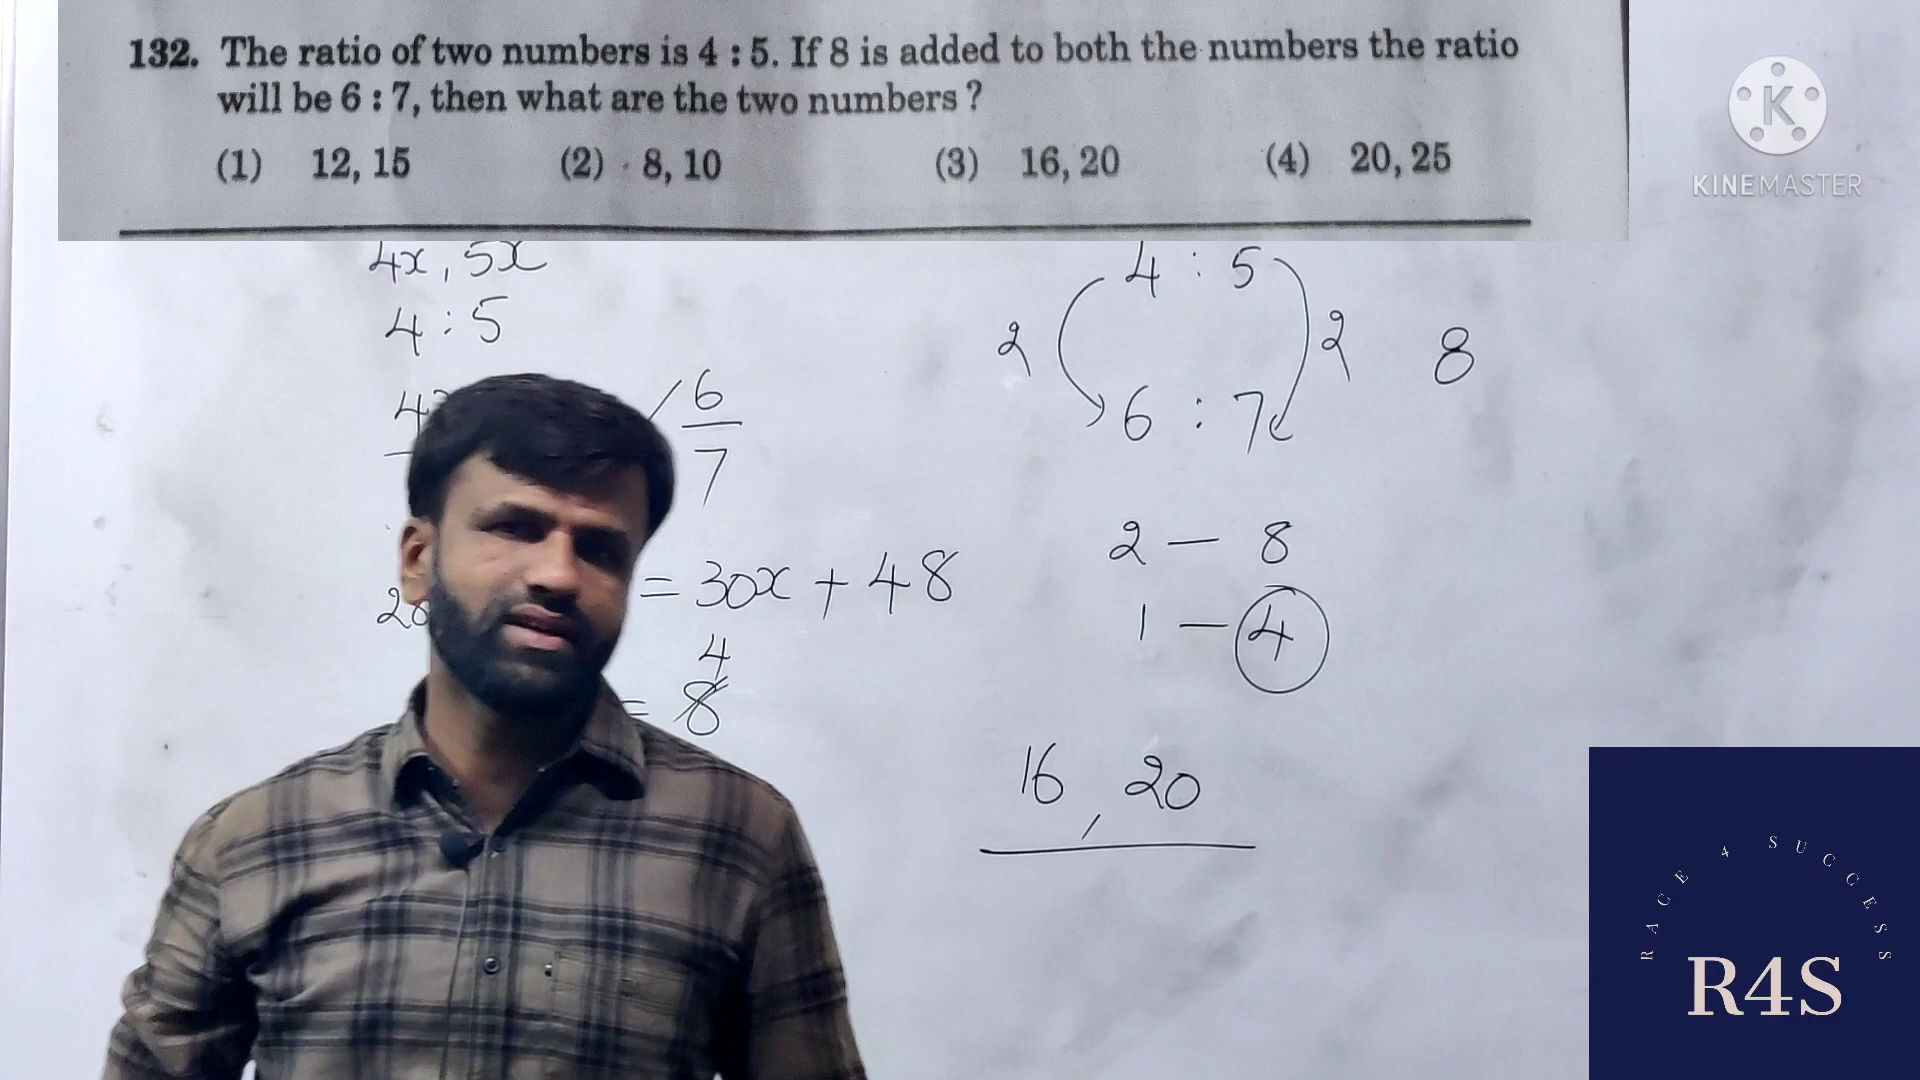 132. The ratio of two numbers is 4 : 5. If 8 is added to both the numbers the ratio
will be 6 : 7, then what are the two numbers ?
(1) 12, 15 (2) 8, 10 (3) 16, 20 (4) 20, 25
KINEMASTER
4x, 5x
4 : 5
6
7
= 30x + 48
4
= 8
4 : 5
2 2 8
6 : 7
2 — 8
1 — 4
16, 20
RACE 4 SUCCESS
R4S